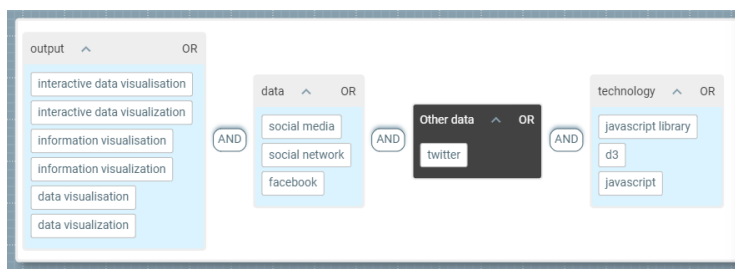 output OR
interactive data visualisation
interactive data visualization
information visualisation
information visualization
data visualisation
data visualization
AND
data OR
social media
social network
facebook
AND
Other data OR
twitter
AND
technology OR
javascript library
d3
javascript